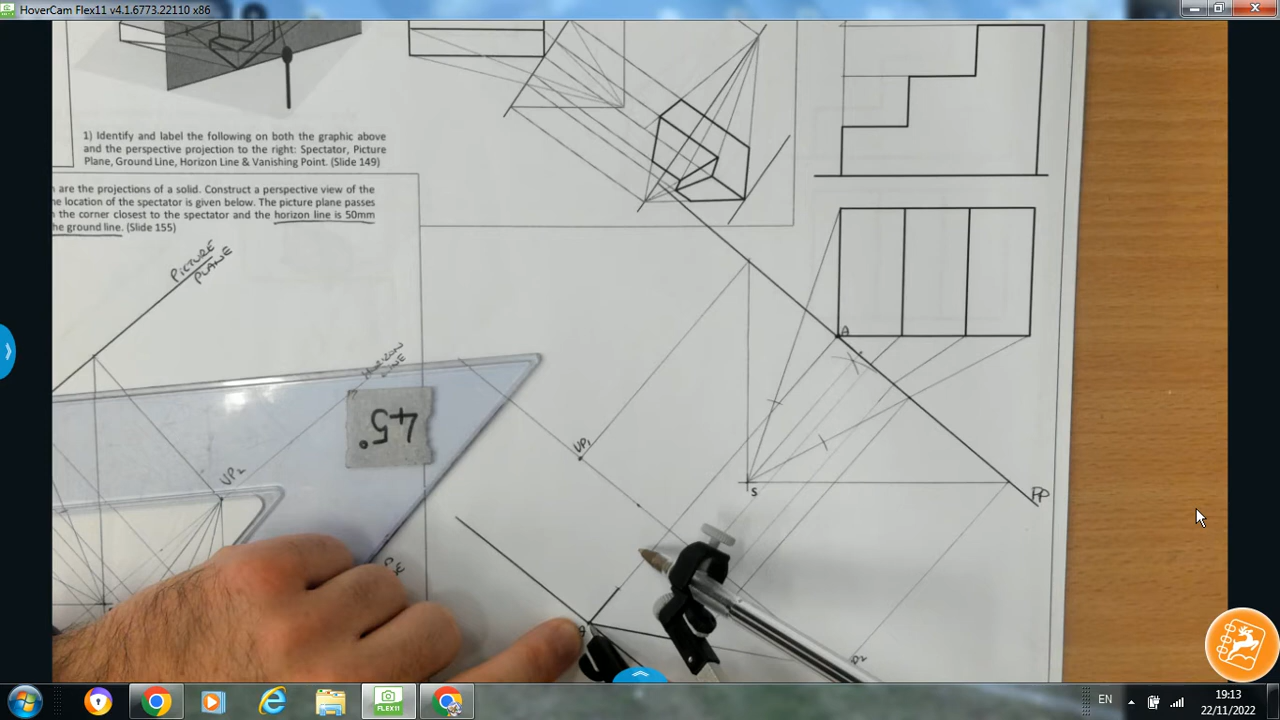 HoverCam Flex11 v4.1.6773.22110 x86
1) Identify and label the following on both the graphic above
and the perspective projection to the right: Spectator, Picture
Plane, Ground Line, Horizon Line & Vanishing Point. (Slide 149)
are the projections of a solid. Construct a perspective view of the
location of the spectator is given below. The picture plane passes
the corner closest to the spectator and the horizon line is 50mm
ground line. (Slide 155)
PICTURE
PLANE
HORIZON
LINE
45°
VP2
VP1
A
S
PP
A
FLEX11
EN
19:13
22/11/2022